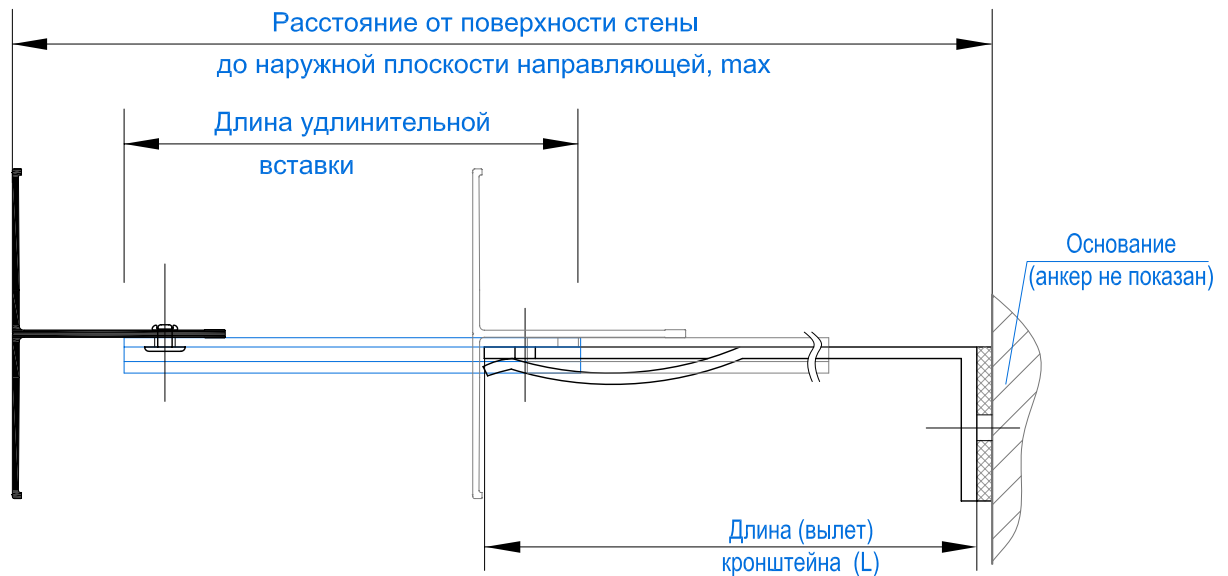 Расстояние от поверхности стены
до наружной плоскости направляющей, max
Длина удлинительной
вставки
Основание
(анкер не показан)
Длина (вылет)
кронштейна (L)